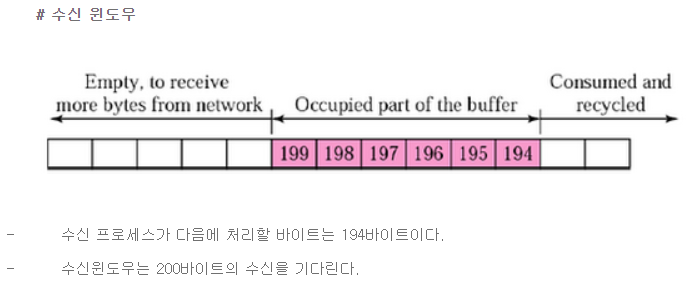 # 수신 윈도우
Empty, to receive
more bytes from network
Occupied part of the buffer
Consumed and
recycled
199 198 197 196 195 194
- 수신 프로세스가 다음에 처리할 바이트는 194바이트이다.
- 수신윈도우는 200바이트의 수신을 기다린다.